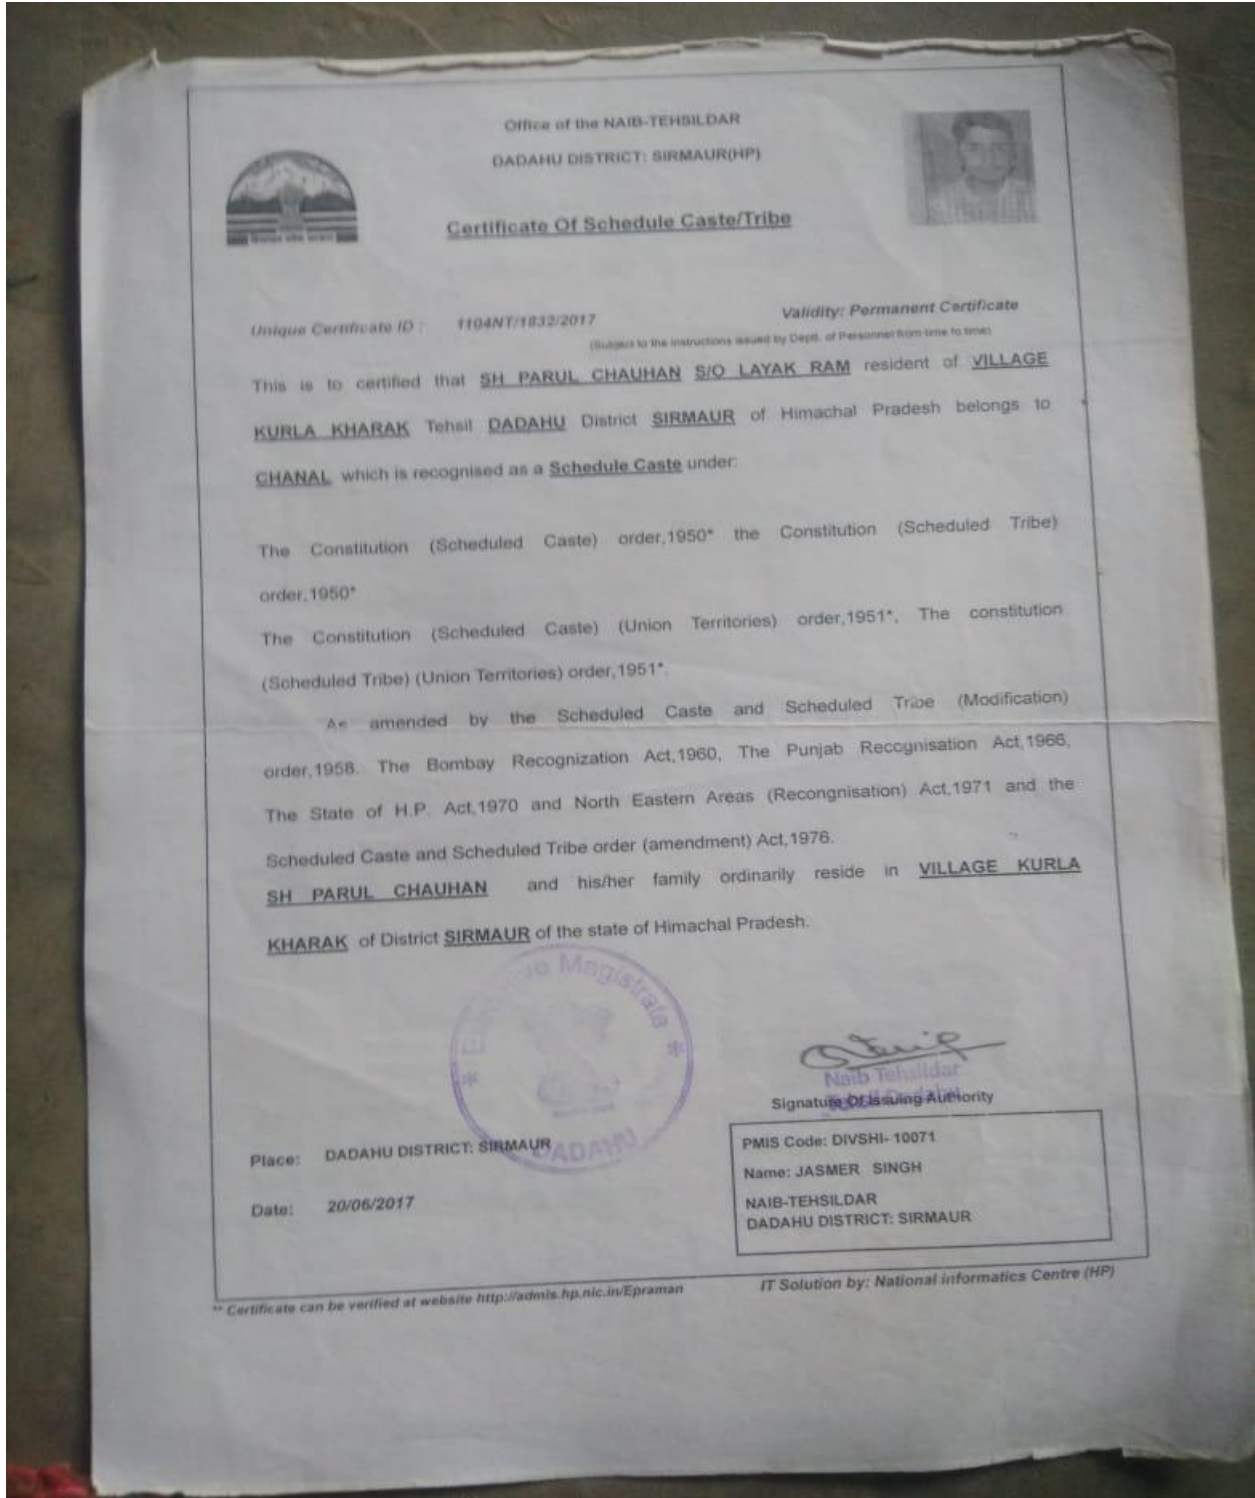 Office of the NAIB-TEHSILDAR
DADAHU DISTRICT: SIRMAUR(HP)
Certificate Of Schedule Caste/Tribe
Unique Certificate ID : 1104NT/1832/2017 Validity: Permanent Certificate
(Subject to the instructions issued by Deptt. of Personnel from time to time)
This is to certified that SH PARUL CHAUHAN S/O LAYAK RAM resident of VILLAGE
KURLA KHARAK Tehsil DADAHU District SIRMAUR of Himachal Pradesh belongs to
CHANAL which is recognised as a Schedule Caste under:
The Constitution (Scheduled Caste) order,1950* the Constitution (Scheduled Tribe)
order,1950*
The Constitution (Scheduled Caste) (Union Territories) order,1951*, The constitution
(Scheduled Tribe) (Union Territories) order,1951*.
As amended by the Scheduled Caste and Scheduled Tribe (Modification)
order,1958. The Bombay Recognization Act,1960, The Punjab Recognisation Act,1966,
The State of H.P. Act,1970 and North Eastern Areas (Recongnisation) Act,1971 and the
Scheduled Caste and Scheduled Tribe order (amendment) Act,1976.
SH PARUL CHAUHAN and his/her family ordinarily reside in VILLAGE KURLA
KHARAK of District SIRMAUR of the state of Himachal Pradesh.
* Executive Magistrate *
DADAHU
Naib Tehsildar
Signature Of Issuing Authority
Place: DADAHU DISTRICT: SIRMAUR
Date: 20/06/2017
PMIS Code: DIVSHI- 10071
Name: JASMER SINGH
NAIB-TEHSILDAR
DADAHU DISTRICT: SIRMAUR
** Certificate can be verified at website http://admis.hp.nic.in/Epraman IT Solution by: National informatics Centre (HP)